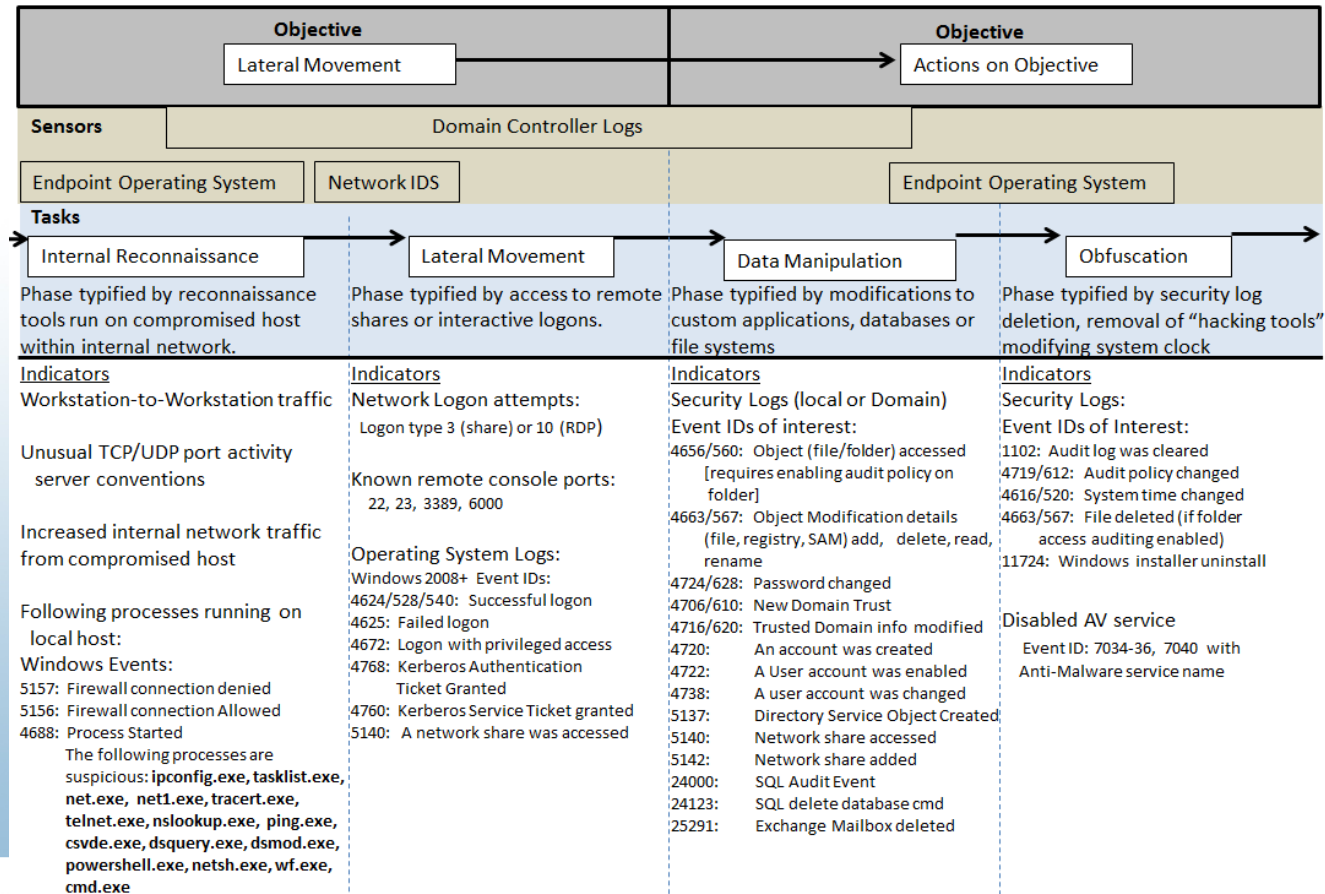 Objective
Lateral Movement
Objective
Actions on Objective
Sensors
Domain Controller Logs
Endpoint Operating System
Network IDS
Endpoint Operating System
Tasks
Internal Reconnaissance
Lateral Movement
Data Manipulation
Obfuscation
Phase typified by reconnaissance
tools run on compromised host
within internal network.
Phase typified by access to remote
shares or interactive logons.
Phase typified by modifications to
custom applications, databases or
file systems
Phase typified by security log
deletion, removal of “hacking tools”
modifying system clock
Indicators
Workstation-to-Workstation traffic
Unusual TCP/UDP port activity
server conventions
Increased internal network traffic
from compromised host
Following processes running on
local host:
Windows Events:
5157: Firewall connection denied
5156: Firewall connection Allowed
4688: Process Started
The following processes are
suspicious: ipconfig.exe, tasklist.exe,
net.exe, net1.exe, tracert.exe,
telnet.exe, nslookup.exe, ping.exe,
csvde.exe, dsquery.exe, dsmod.exe,
powershell.exe, netsh.exe, wf.exe,
cmd.exe
Indicators
Network Logon attempts:
Logon type 3 (share) or 10 (RDP)
Known remote console ports:
22, 23, 3389, 6000
Operating System Logs:
Windows 2008+ Event IDs:
4624/528/540: Successful logon
4625: Failed logon
4672: Logon with privileged access
4768: Kerberos Authentication
Ticket Granted
4760: Kerberos Service Ticket granted
5140: A network share was accessed
Indicators
Security Logs (local or Domain)
Event IDs of interest:
4656/560: Object (file/folder) accessed
[requires enabling audit policy on
folder]
4663/567: Object Modification details
(file, registry, SAM) add, delete, read,
rename
4724/628: Password changed
4706/610: New Domain Trust
4716/620: Trusted Domain info modified
4720: An account was created
4722: A User account was enabled
4738: A user account was changed
5137: Directory Service Object Created
5140: Network share accessed
5142: Network share added
24000: SQL Audit Event
24123: SQL delete database cmd
25291: Exchange Mailbox deleted
Indicators
Security Logs:
Event IDs of Interest:
1102: Audit log was cleared
4719/612: Audit policy changed
4616/520: System time changed
4663/567: File deleted (if folder
access auditing enabled)
11724: Windows installer uninstall
Disabled AV service
Event ID: 7034-36, 7040 with
Anti-Malware service name